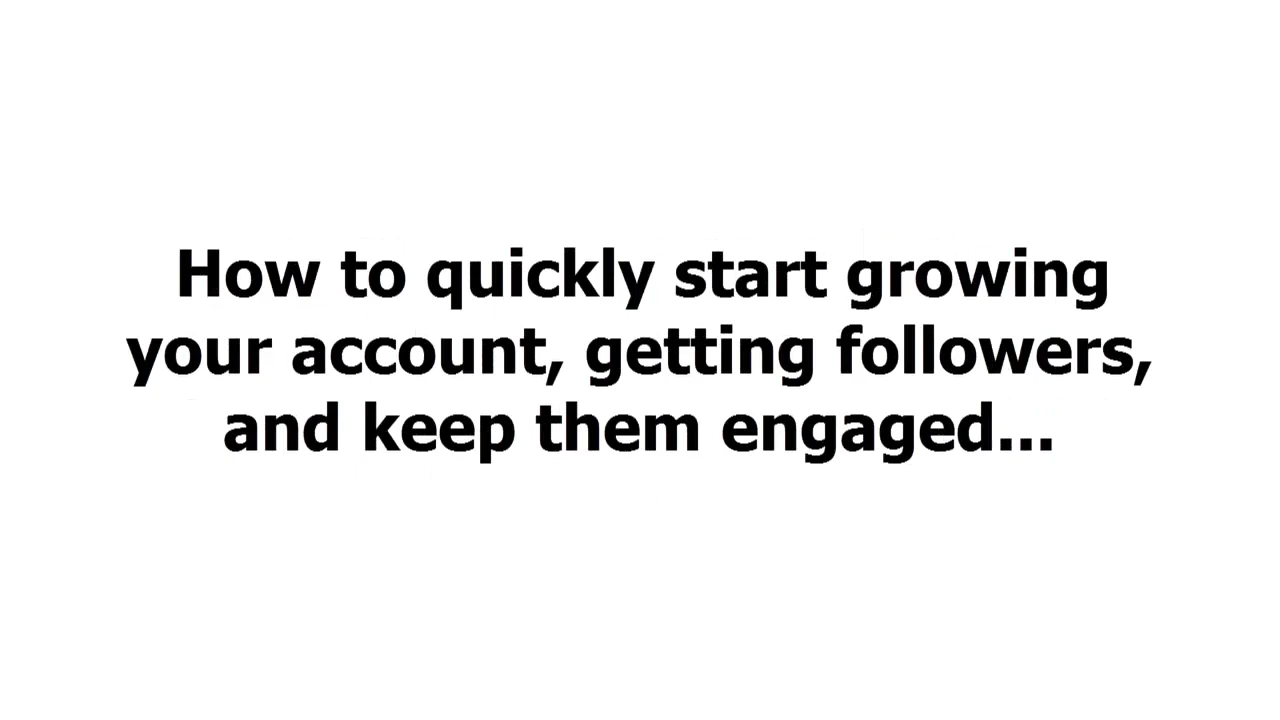 How to quickly start growing
your account, getting followers,
and keep them engaged...